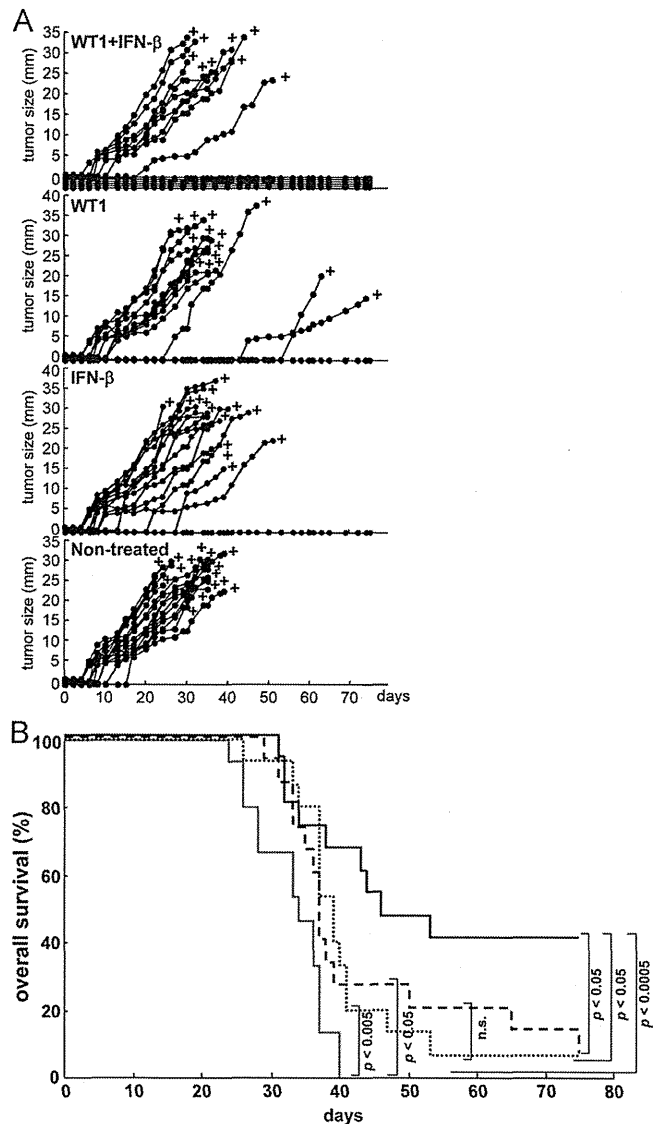 A
WT1+IFN-β
tumor size (mm)
35
30
25
20
15
10
5
0
WT1
tumor size (mm)
40
35
30
25
20
15
10
5
0
IFN-β
tumor size (mm)
40
35
30
25
20
15
10
5
0
Non-treated
tumor size (mm)
35
30
25
20
15
10
5
0
0 10 20 30 40 50 60 70 days
B
overall survival (%)
100
80
60
40
20
0
p < 0.005
p < 0.05
n.s.
p < 0.05
p < 0.05
p < 0.0005
0 10 20 30 40 50 60 70 80
days